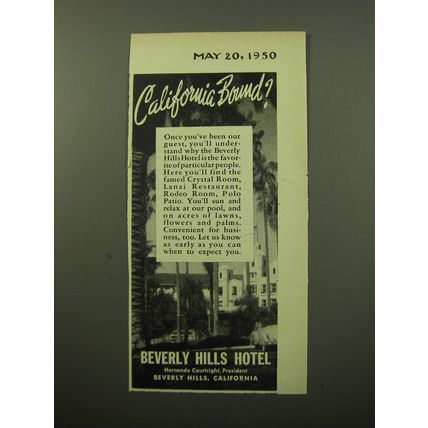 MAY 20, 1950
California Bound?
Once you've been our
guest, you'll under-
stand why the Beverly
Hills Hotel is the favor-
ite of particular people.
Here you'll find the
famed Crystal Room,
Lanai Restaurant,
Rodeo Room, Polo
Patio. You'll sun and
relax at our pool, and
on acres of lawns,
flowers and palms.
Convenient for busi-
ness, too. Let us know
as early as you can
when to expect you.
BEVERLY HILLS HOTEL
Hernando Courtright, President
BEVERLY HILLS, CALIFORNIA